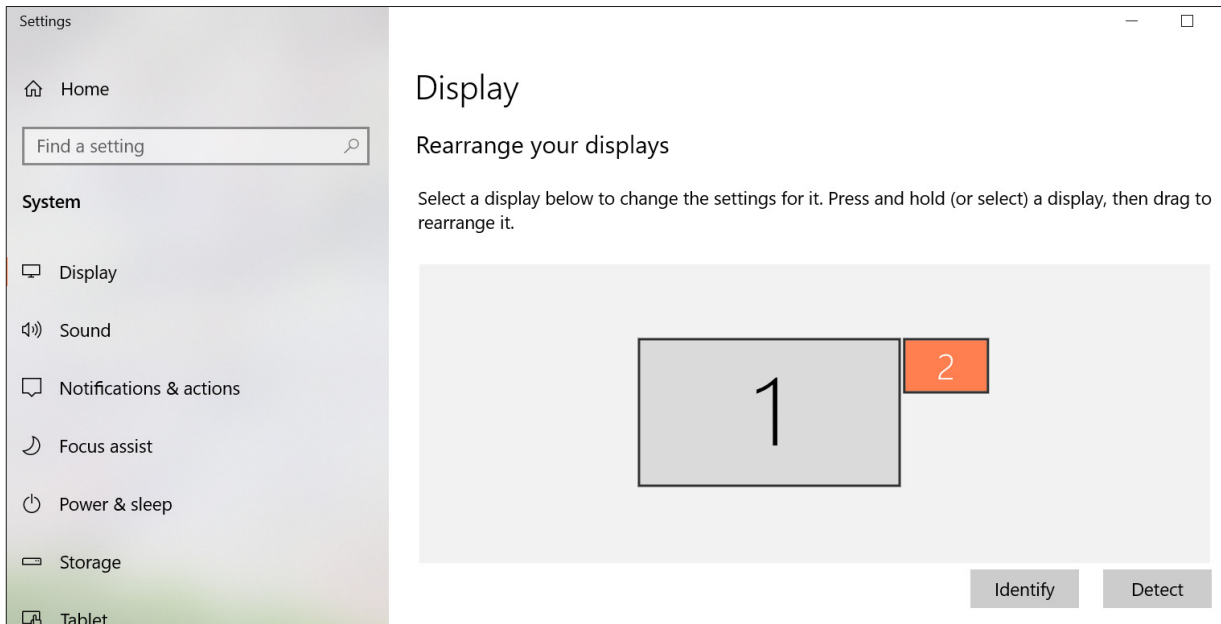 Settings
Home
Find a setting
System
Display
Sound
Notifications & actions
Focus assist
Power & sleep
Storage
Tablet
Display
Rearrange your displays
Select a display below to change the settings for it. Press and hold (or select) a display, then drag to
rearrange it.
1
2
Identify
Detect